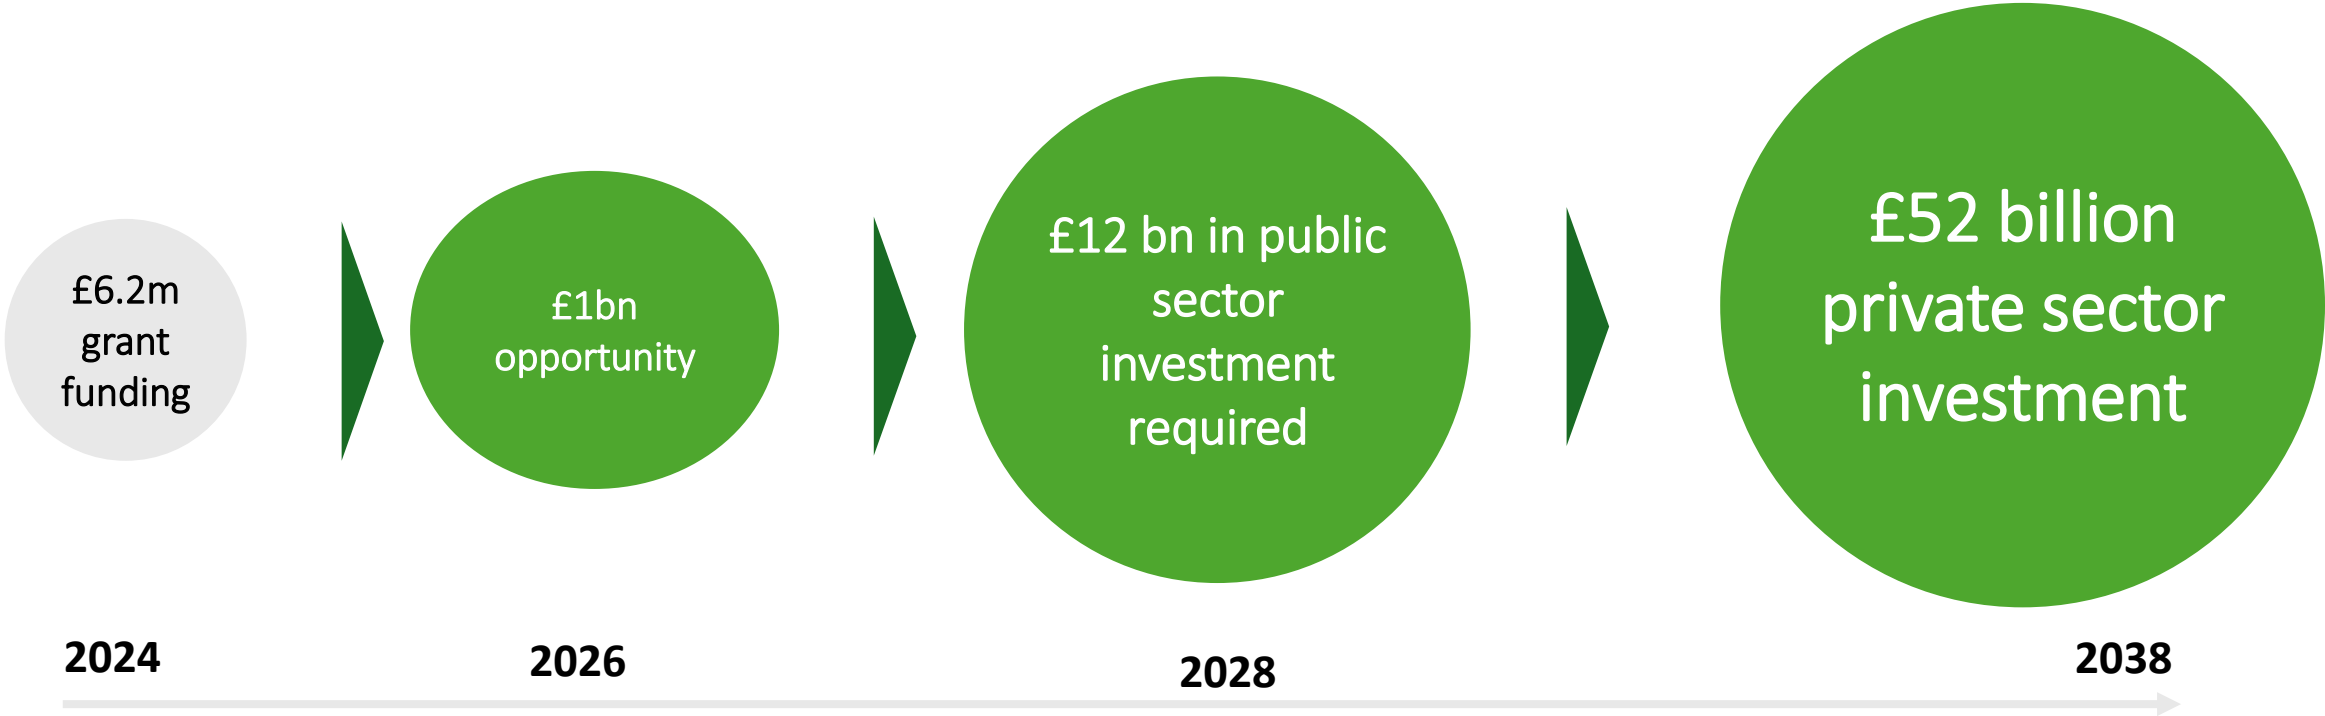 £6.2m
grant
funding
£1bn
opportunity
£12 bn in public
sector
investment
required
£52 billion
private sector
investment
2024
2026
2028
2038